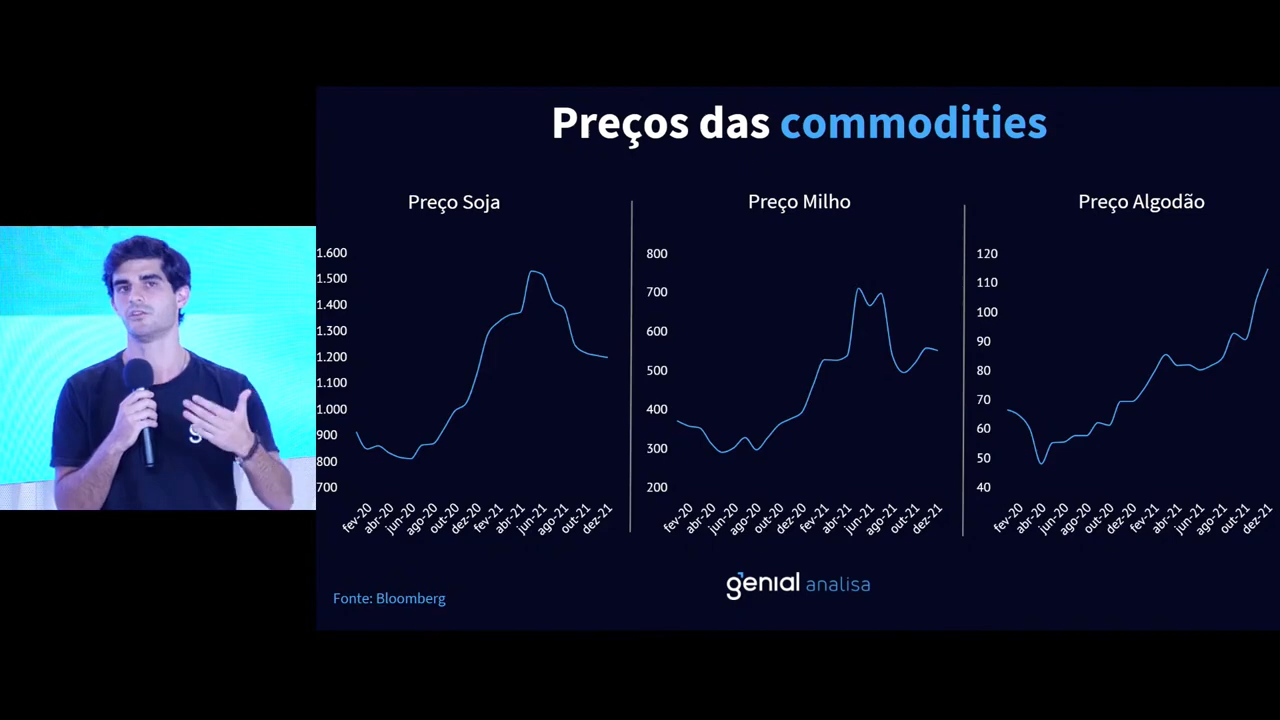 Preços das commodities
Preço Soja
1.600
1.500
1.400
1.300
1.200
1.100
1.000
900
800
700
fev-20
abr-20
jun-20
ago-20
out-20
dez-20
fev-21
abr-21
jun-21
ago-21
out-21
dez-21
Preço Milho
800
700
600
500
400
300
200
fev-20
abr-20
jun-20
ago-20
out-20
dez-20
fev-21
abr-21
jun-21
ago-21
out-21
dez-21
Preço Algodão
120
110
100
90
80
70
60
50
40
fev-20
abr-20
jun-20
ago-20
out-20
dez-20
fev-21
abr-21
jun-21
ago-21
out-21
dez-21
Fonte: Bloomberg
genial analisa